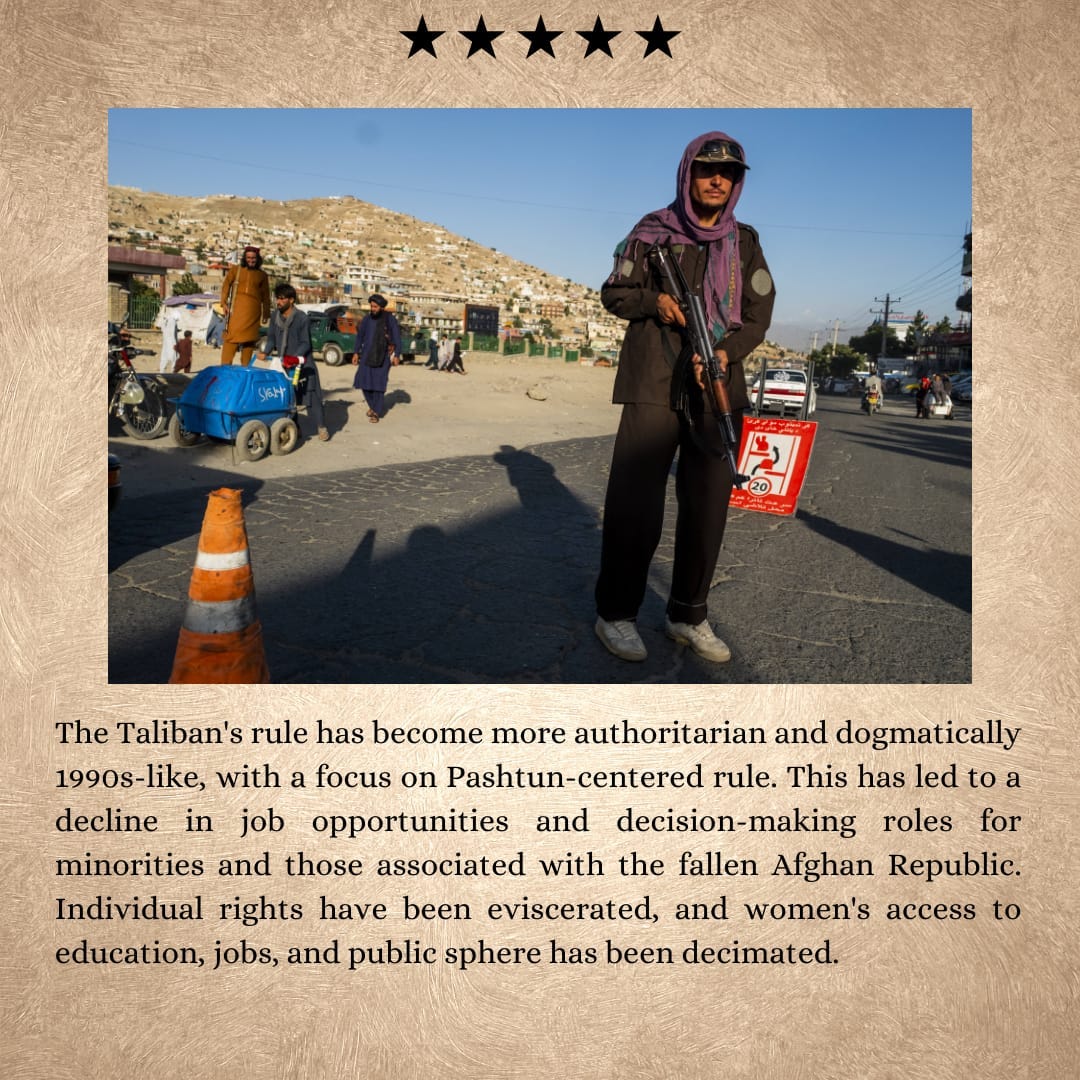 The Taliban's rule has become more authoritarian and dogmatically
1990s-like, with a focus on Pashtun-centered rule. This has led to a
decline in job opportunities and decision-making roles for
minorities and those associated with the fallen Afghan Republic.
Individual rights have been eviscerated, and women's access to
education, jobs, and public sphere has been decimated.
20